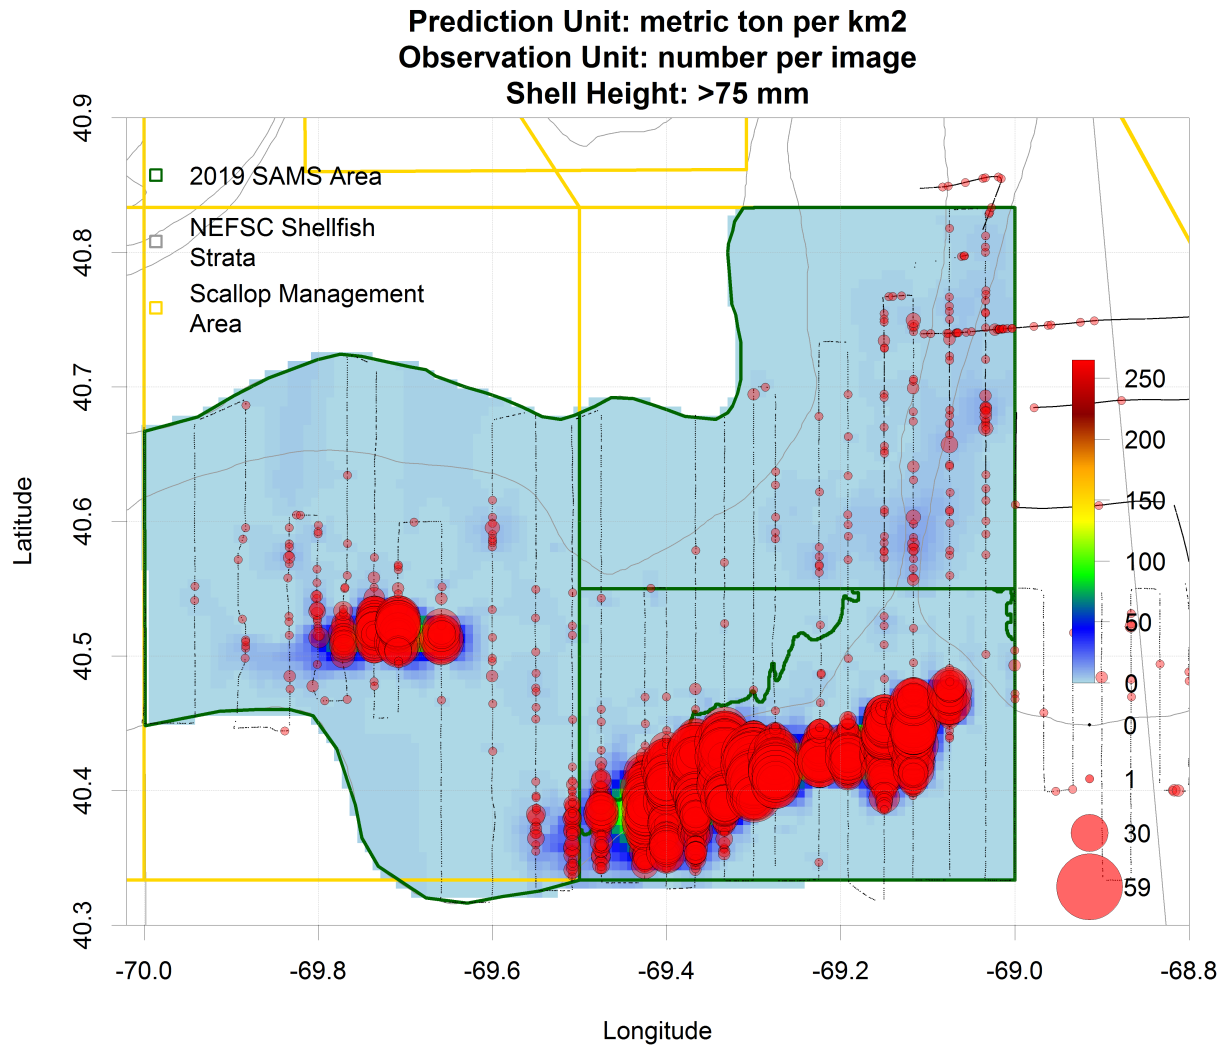 Prediction Unit: metric ton per km2
Observation Unit: number per image
Shell Height: >75 mm
2019 SAMS Area
NEFSC Shellfish
Strata
Scallop Management
Area
40.9
40.8
40.7
40.6
40.5
40.4
40.3
Latitude
250
200
150
100
50
0
0
1
30
59
-70.0
-69.8
-69.6
-69.4
-69.2
-69.0
-68.8
Longitude